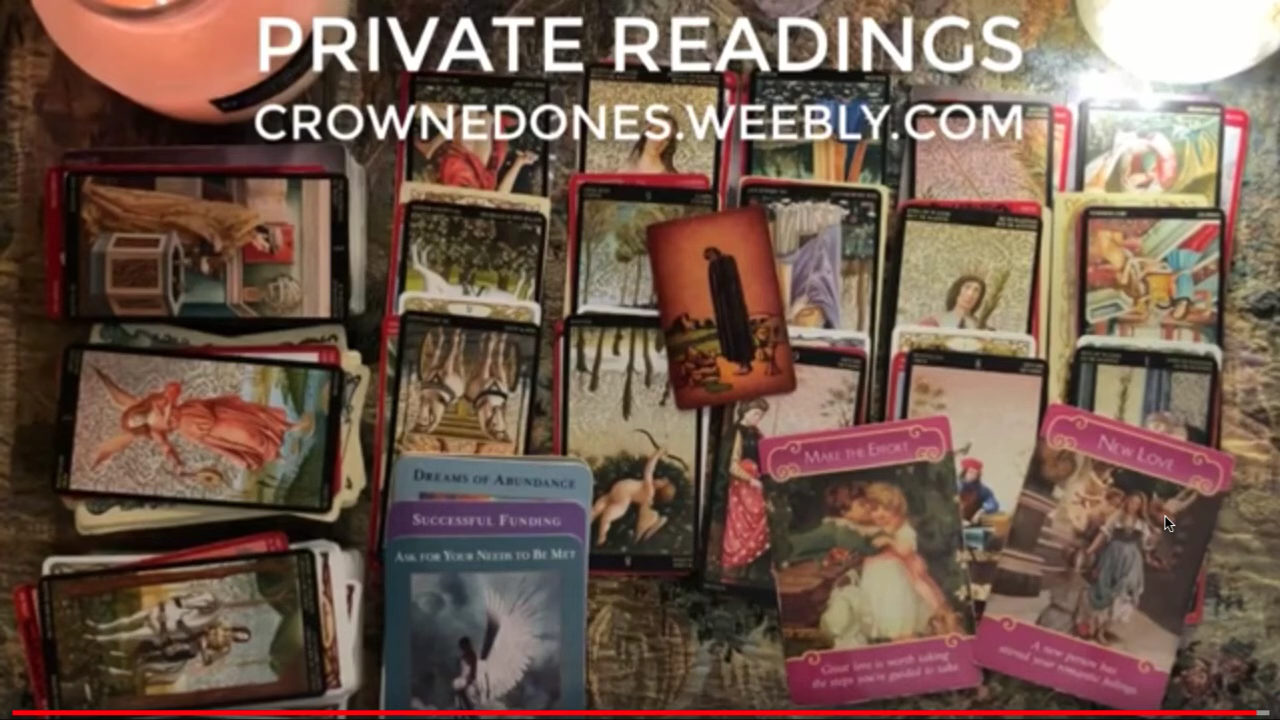 PRIVATE READINGS
CROWNEDONES.WEEBLY.COM
DREAMS OF ABUNDANCE
SUCCESSFUL FUNDING
ASK FOR YOUR NEEDS TO BE MET
MAKE THE EFFORT
Great love is worth taking
the steps you're guided to take.
NEW LOVE
A new person has
stirred your romantic feelings.